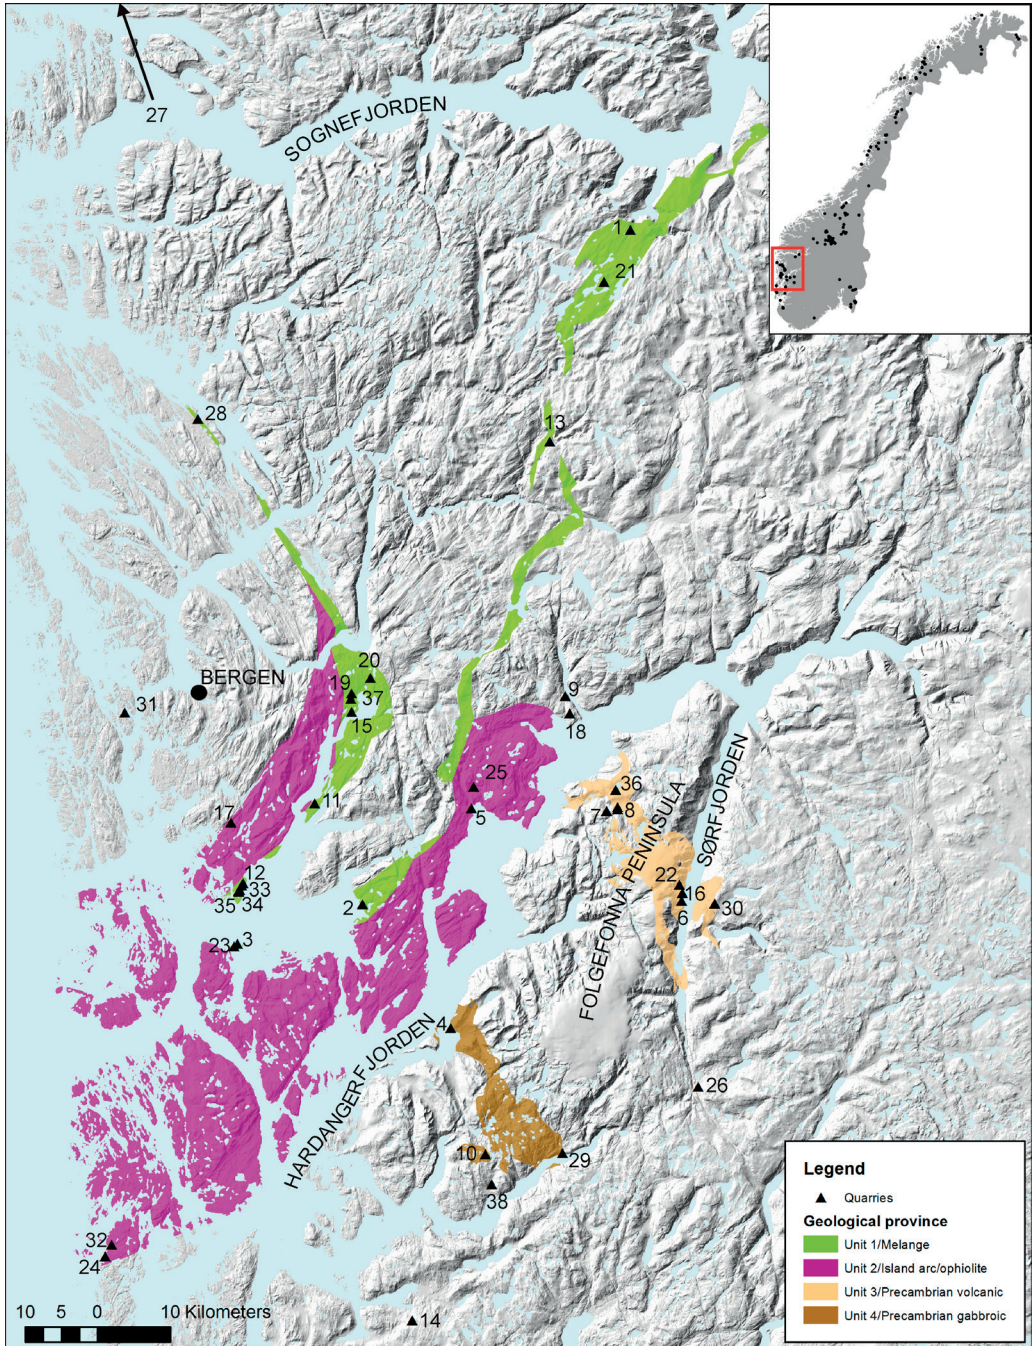 27
SOGNEFJORDEN
1
21
28
13
20
19
37
BERGEN
15
31
9
18
25
11
5
17
36
7
8
FOLGEFONNA PENINSULA
SØRFJORDEN
12
33
35
34
2
22
16
6
30
23
3
4
HARDANGERFJORDEN
26
10
29
38
32
24
14
10 5 0 10 Kilometers
Legend
Quarries
Geological province
Unit 1/Melange
Unit 2/Island arc/ophiolite
Unit 3/Precambrian volcanic
Unit 4/Precambrian gabbroic